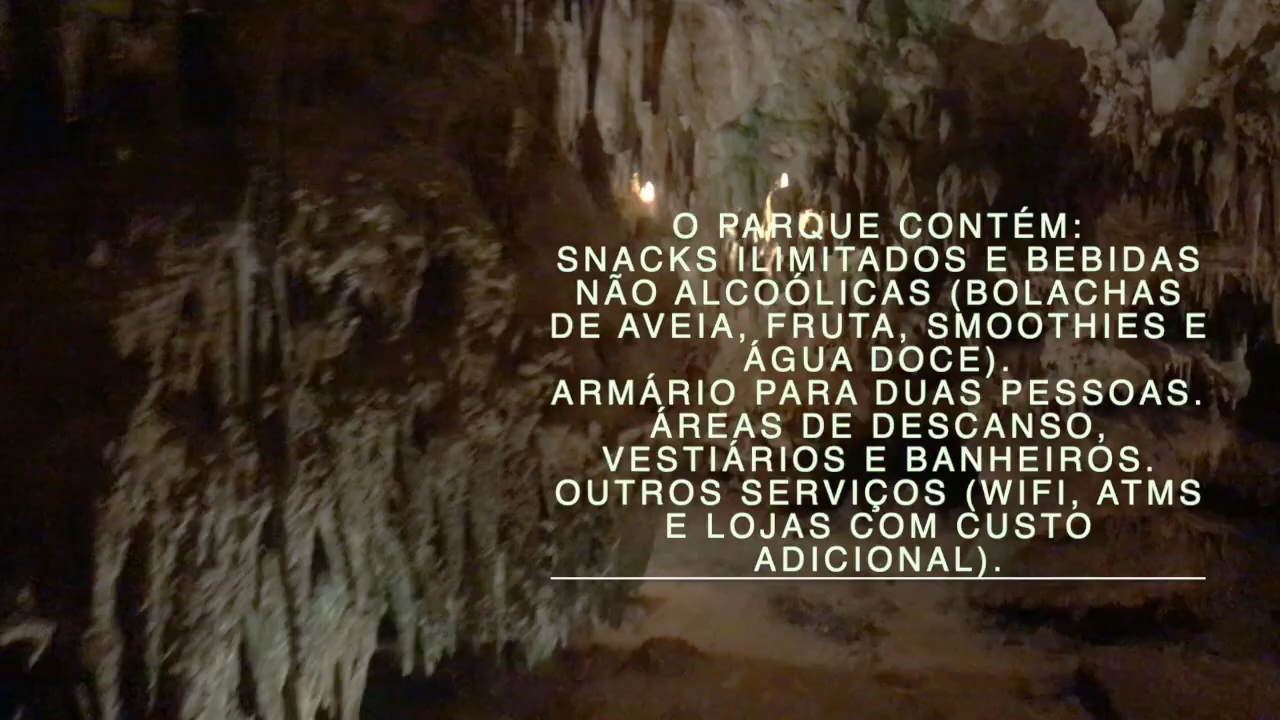 O PARQUE CONTÉM:
SNACKS ILIMITADOS E BEBIDAS
NÃO ALCOÓLICAS (BOLACHAS
DE AVEIA, FRUTA, SMOOTHIES E
ÁGUA DOCE).
ARMÁRIO PARA DUAS PESSOAS.
ÁREAS DE DESCANSO,
VESTIÁRIOS E BANHEIROS.
OUTROS SERVIÇOS (WIFI, ATMS
E LOJAS COM CUSTO
ADICIONAL).